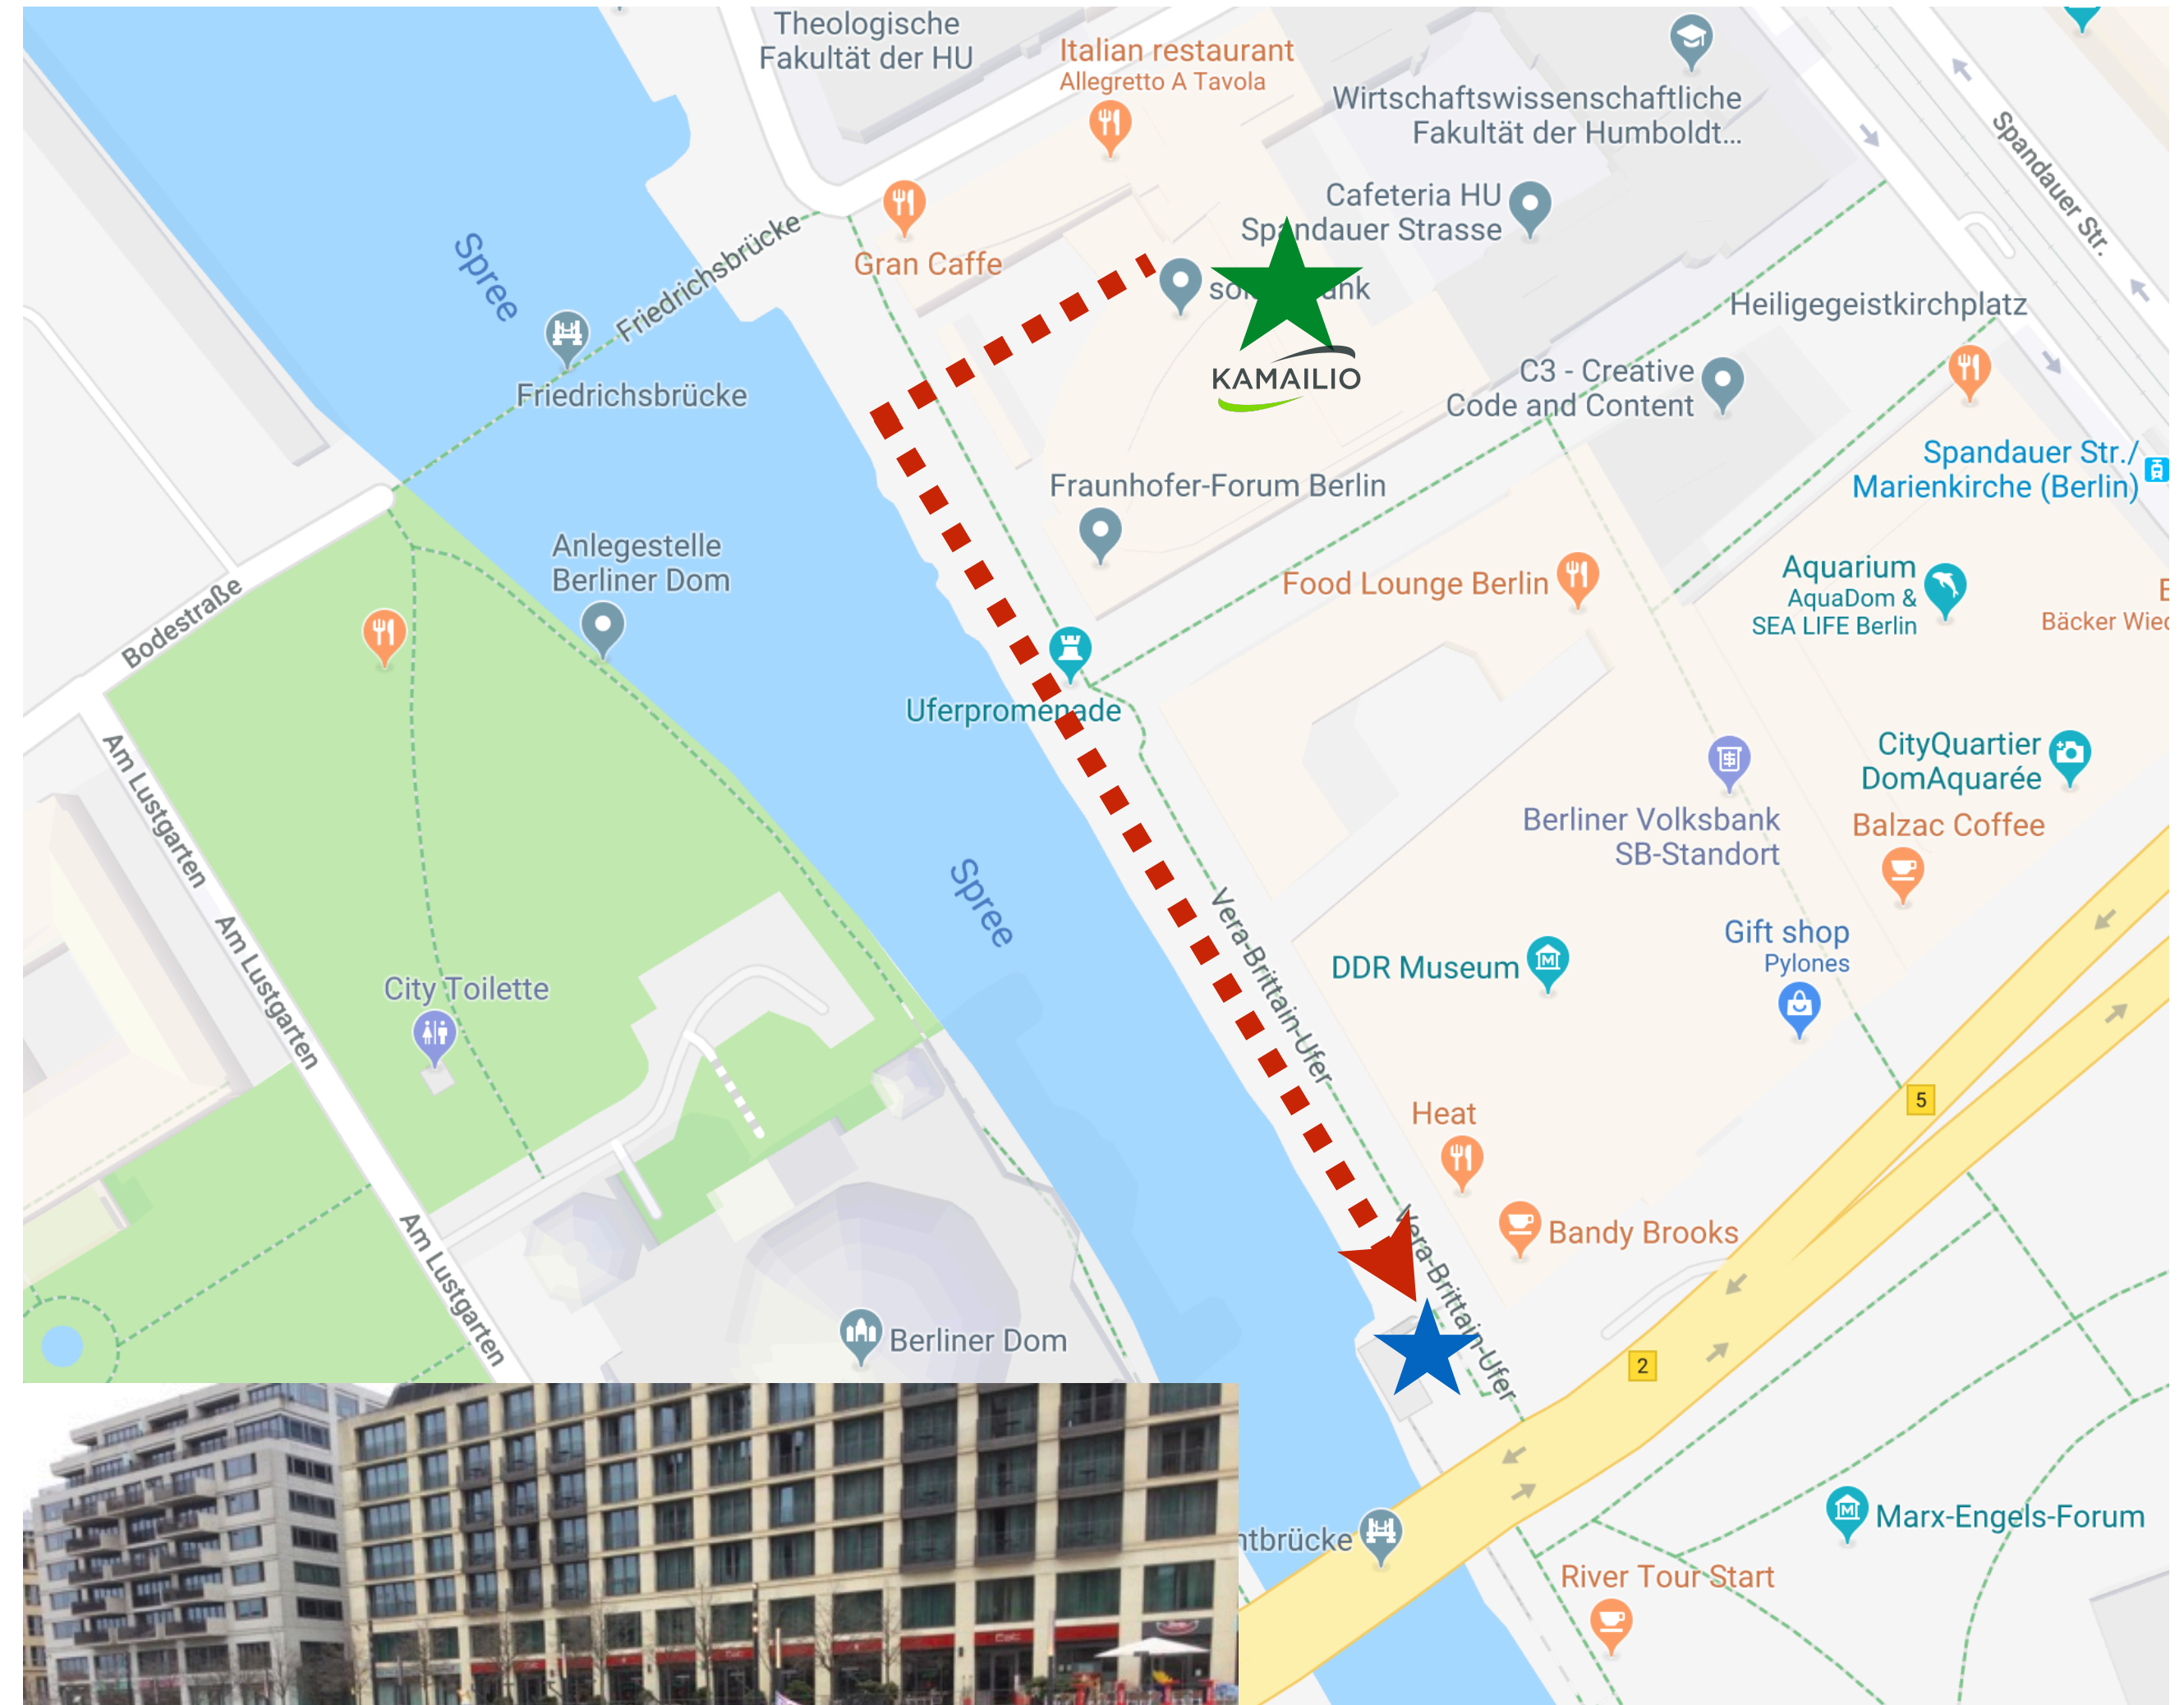 Theologische
Fakultät der HU
Italian restaurant
Allegretto A Tavola
Wirtschaftswissenschaftliche
Fakultät der Humboldt...
Spandauer Str.
Cafeteria HU
Spandauer Strasse
Gran Caffe
Friedrichsbrücke
Spree
Heiligegeistkirchplatz
KAMAILIO
Friedrichsbrücke
C3 - Creative
Code and Content
Spandauer Str./
Marienkirche (Berlin)
Fraunhofer-Forum Berlin
Anlegestelle
Berliner Dom
Food Lounge Berlin
Aquarium
AquaDom &
SEA LIFE Berlin
Bodestraße
Uferpromenade
Am Lustgarten
CityQuartier
DomAquarée
Berliner Volksbank
SB-Standort
Balzac Coffee
Spree
Vera-Brittain-Ufer
Gift shop
Pylones
DDR Museum
Am Lustgarten
City Toilette
5
Heat
Bandy Brooks
Am Lustgarten
Vera-Brittain-Ufer
Berliner Dom
2
Marx-Engels-Forum
River Tour Start